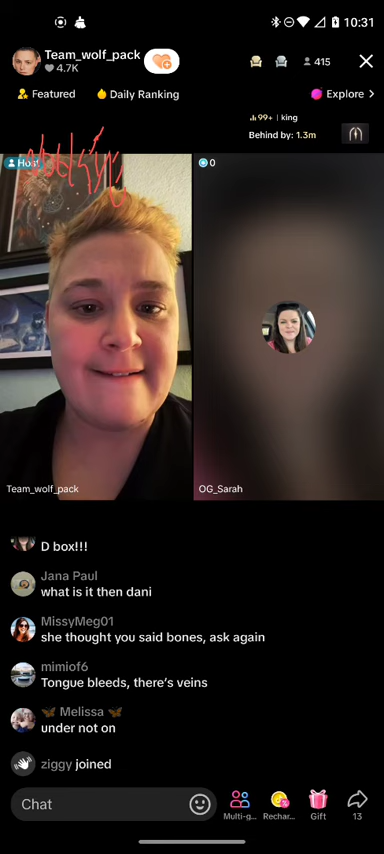 10:31
Team_wolf_pack
4.7K
415
Featured
Daily Ranking
Explore >
99+ | king
Behind by: 1.3m
Host
0
Team_wolf_pack
OG_Sarah
D box!!!
Jana Paul
what is it then dani
MissyMeg01
she thought you said bones, ask again
mimiof6
Tongue bleeds, there's veins
🦋 Melissa 🦋
under not on
ziggy joined
Chat
Multi-g...
Rechar...
Gift
13